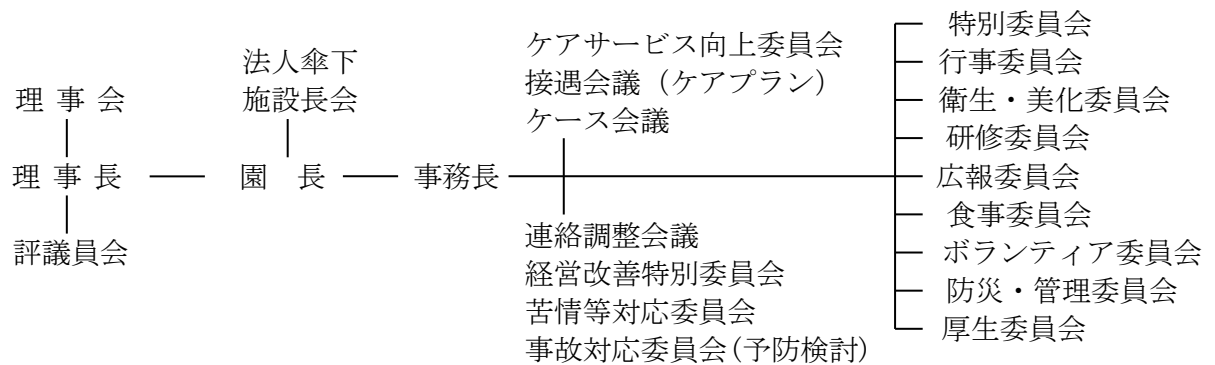 理事会
理事長
評議員会
法人傘下
施設長会
園　長
事務長
ケアサービス向上委員会
接遇会議（ケアプラン）
ケース会議
連絡調整会議
経営改善特別委員会
苦情等対応委員会
事故対応委員会(予防検討)
特別委員会
行事委員会
衛生・美化委員会
研修委員会
広報委員会
食事委員会
ボランティア委員会
防災・管理委員会
厚生委員会